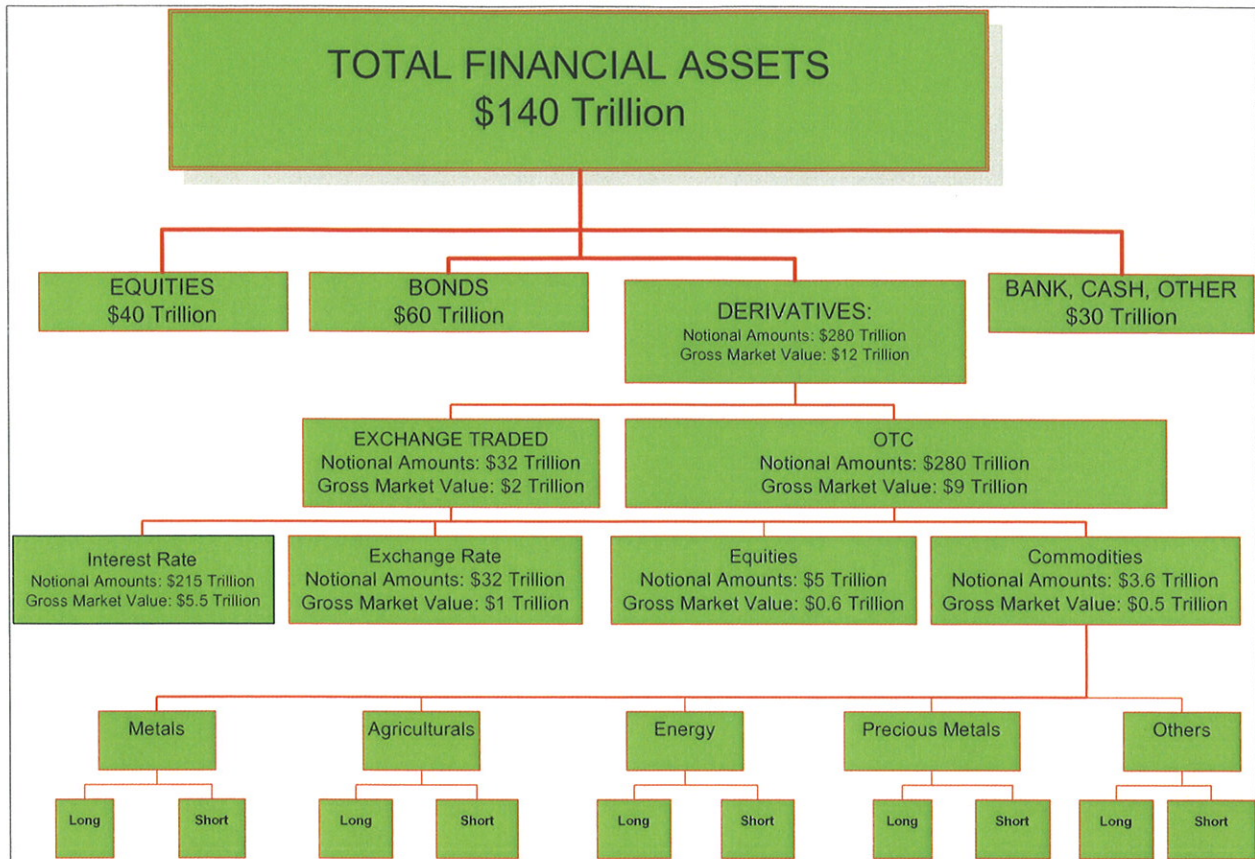 TOTAL FINANCIAL ASSETS
$140 Trillion
EQUITIES
$40 Trillion
BONDS
$60 Trillion
DERIVATIVES:
Notional Amounts: $280 Trillion
Gross Market Value: $12 Trillion
BANK, CASH, OTHER
$30 Trillion
EXCHANGE TRADED
Notional Amounts: $32 Trillion
Gross Market Value: $2 Trillion
OTC
Notional Amounts: $280 Trillion
Gross Market Value: $9 Trillion
Interest Rate
Notional Amounts: $215 Trillion
Gross Market Value: $5.5 Trillion
Exchange Rate
Notional Amounts: $32 Trillion
Gross Market Value: $1 Trillion
Equities
Notional Amounts: $5 Trillion
Gross Market Value: $0.6 Trillion
Commodities
Notional Amounts: $3.6 Trillion
Gross Market Value: $0.5 Trillion
Metals
Agriculturals
Energy
Precious Metals
Others
Long
Short
Long
Short
Long
Short
Long
Short
Long
Short